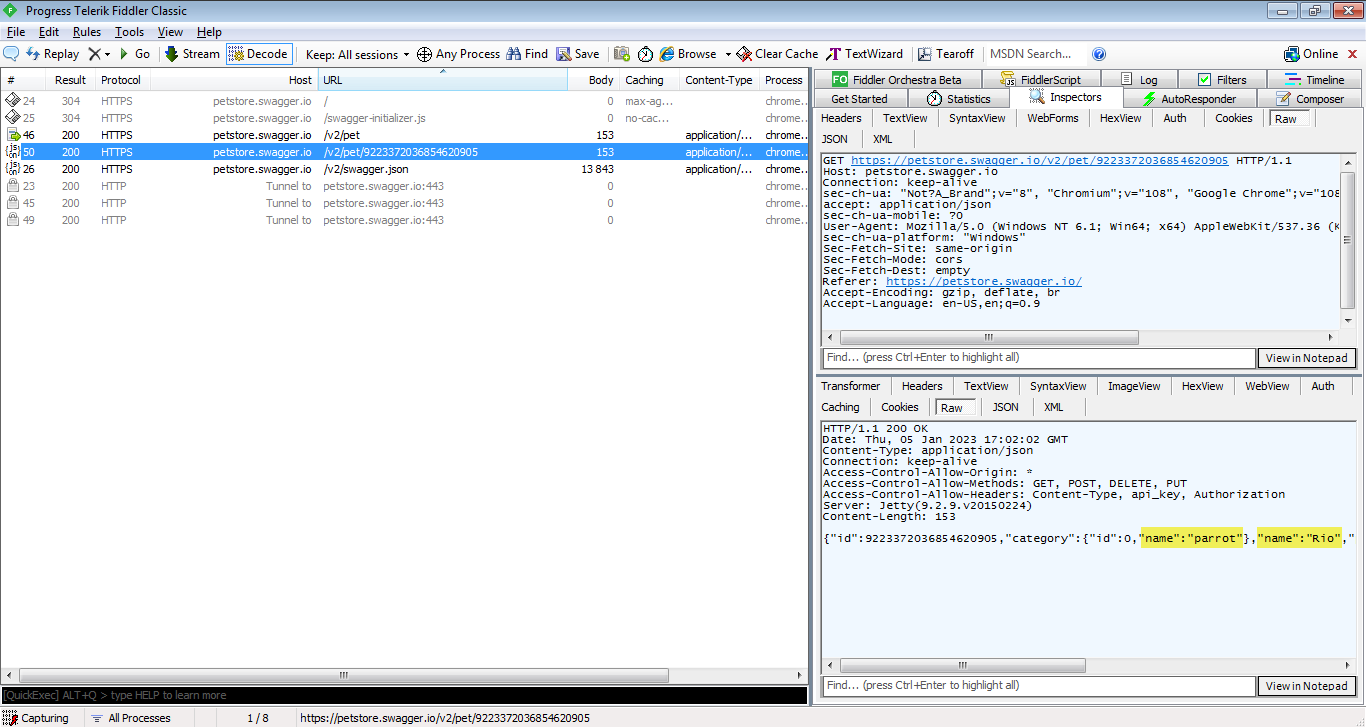 Progress Telerik Fiddler Classic
File Edit Rules Tools View Help
Replay Go Stream Decode Keep: All sessions Any Process Find Save Browse Clear Cache TextWizard Tearoff MSDN Search... Online
# Result Protocol Host URL Body Caching Content-Type Process
24 304 HTTPS petstore.swagger.io / 0 max-ag... chrome...
25 304 HTTPS petstore.swagger.io /swagger-initializer.js 0 no-cac... chrome...
46 200 HTTPS petstore.swagger.io /v2/pet 153 application/... chrome...
50 200 HTTPS petstore.swagger.io /v2/pet/9223372036854620905 153 application/... chrome...
26 200 HTTPS petstore.swagger.io /v2/swagger.json 13 843 application/... chrome...
23 200 HTTP Tunnel to petstore.swagger.io:443 0 chrome...
45 200 HTTP Tunnel to petstore.swagger.io:443 0 chrome...
49 200 HTTP Tunnel to petstore.swagger.io:443 0 chrome...
FO Fiddler Orchestra Beta FiddlerScript Log Filters Timeline
Get Started Statistics Inspectors AutoResponder Composer
Headers TextView SyntaxView WebForms HexView Auth Cookies Raw
JSON XML
GET https://petstore.swagger.io/v2/pet/9223372036854620905 HTTP/1.1
Host: petstore.swagger.io
Connection: keep-alive
sec-ch-ua: "Not?A_Brand";v="8", "Chromium";v="108", "Google Chrome";v="108
accept: application/json
sec-ch-ua-mobile: ?0
User-Agent: Mozilla/5.0 (Windows NT 6.1; Win64; x64) AppleWebKit/537.36 (K
sec-ch-ua-platform: "Windows"
Sec-Fetch-Site: same-origin
Sec-Fetch-Mode: cors
Sec-Fetch-Dest: empty
Referer: https://petstore.swagger.io/
Accept-Encoding: gzip, deflate, br
Accept-Language: en-US,en;q=0.9
Find... (press Ctrl+Enter to highlight all) View in Notepad
Transformer Headers TextView SyntaxView ImageView HexView WebView Auth
Caching Cookies Raw JSON XML
HTTP/1.1 200 OK
Date: Thu, 05 Jan 2023 17:02:02 GMT
Content-Type: application/json
Connection: keep-alive
Access-Control-Allow-Origin: *
Access-Control-Allow-Methods: GET, POST, DELETE, PUT
Access-Control-Allow-Headers: Content-Type, api_key, Authorization
Server: Jetty(9.2.9.v20150224)
Content-Length: 153
{"id":9223372036854620905,"category":{"id":0,"name":"parrot"},"name":"Rio","
Find... (press Ctrl+Enter to highlight all) View in Notepad
[QuickExec] ALT+Q > type HELP to learn more
Capturing All Processes 1 / 8 https://petstore.swagger.io/v2/pet/9223372036854620905